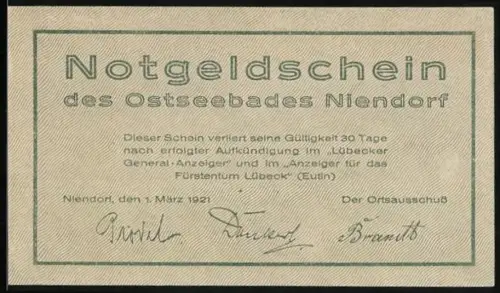 Notgeldschein
des Ostseebades Niendorf
Dieser Schein verliert seine Gültigkeit 30 Tage
nach erfolgter Aufkündigung im „Lübecker
General-Anzeiger" und im „Anzeiger für das
Fürstentum Lübeck" (Eutin)
Niendorf, den 1. März 1921 Der Ortsausschuß
Brandt